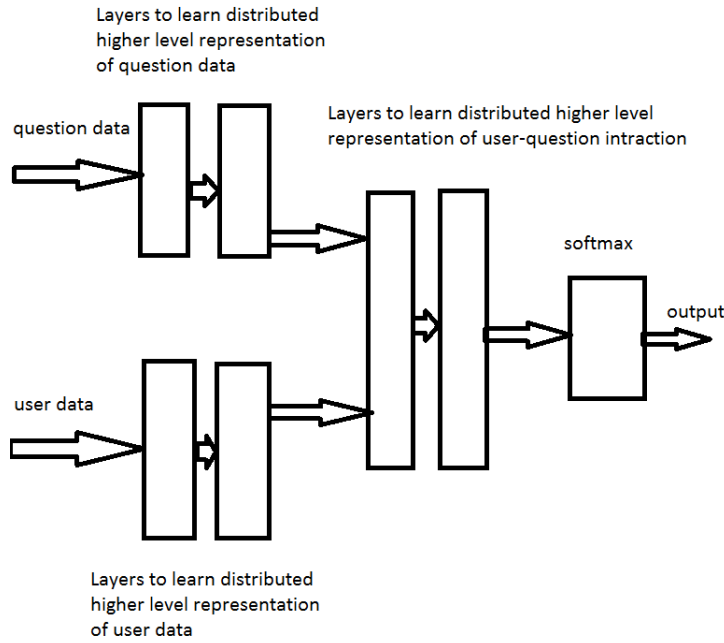 Layers to learn distributed
higher level representation
of question data
question data
Layers to learn distributed higher level
representation of user-question intraction
softmax
output
user data
Layers to learn distributed
higher level representation
of user data